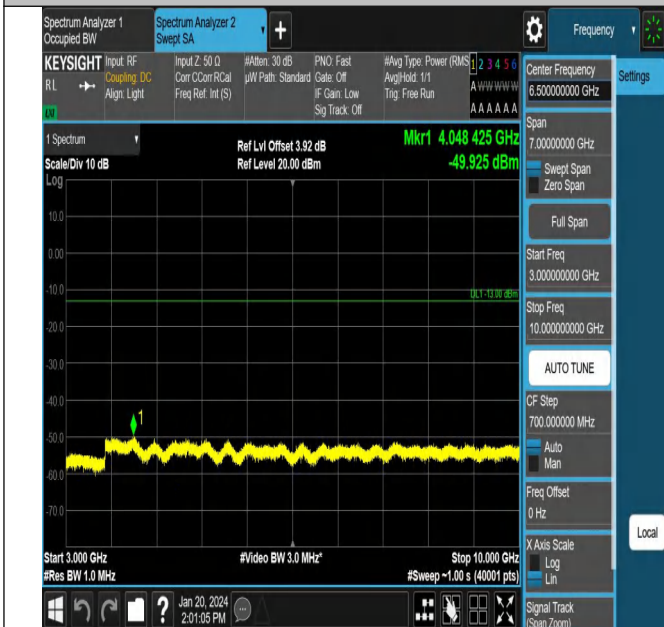 Spectrum Analyzer 1
Occupied BW
Spectrum Analyzer 2
Swept SA
+
Frequency
KEYSIGHT
RL
LXI
Input: RF
Coupling: DC
Align: Light
Input Z: 50 Ω
Corr CCorr RCal
Freq Ref: Int (S)
#Atten: 30 dB
µW Path: Standard
PNO: Fast
Gate: Off
IF Gain: Low
Sig Track: Off
#Avg Type: Power (RMS
Avg|Hold: 1/1
Trig: Free Run
1 2 3 4 5 6
A W W W W W
A A A A A A
1 Spectrum
Scale/Div 10 dB
Ref Lvl Offset 3.92 dB
Ref Level 20.00 dBm
Mkr1 4.048 425 GHz
-49.925 dBm
Log
10.0
0.00
-10.0
-20.0
-30.0
-40.0
-50.0
-60.0
-70.0
DL1 -13.00 dBm
1
Start 3.000 GHz
#Res BW 1.0 MHz
#Video BW 3.0 MHz*
Stop 10.000 GHz
#Sweep ~1.00 s (40001 pts)
Jan 20, 2024
2:01:05 PM
?
Center Frequency
6.500000000 GHz
Settings
Span
7.00000000 GHz
Swept Span
Zero Span
Full Span
Start Freq
3.000000000 GHz
Stop Freq
10.000000000 GHz
AUTO TUNE
CF Step
700.000000 MHz
Auto
Man
Freq Offset
0 Hz
Local
X Axis Scale
Log
Lin
Signal Track
(Span Zoom)